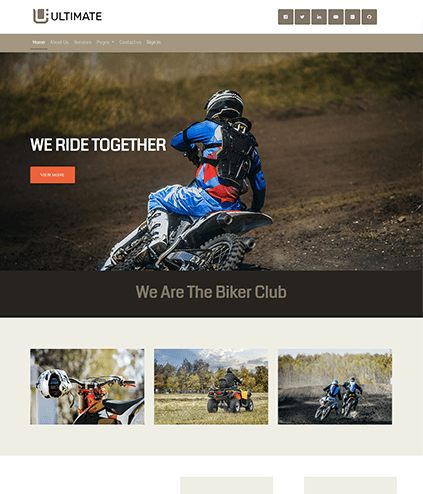 ULTIMATE
Home About Us Services Pages Contact us Sign In
WE RIDE TOGETHER
VIEW MORE
We Are The Biker Club